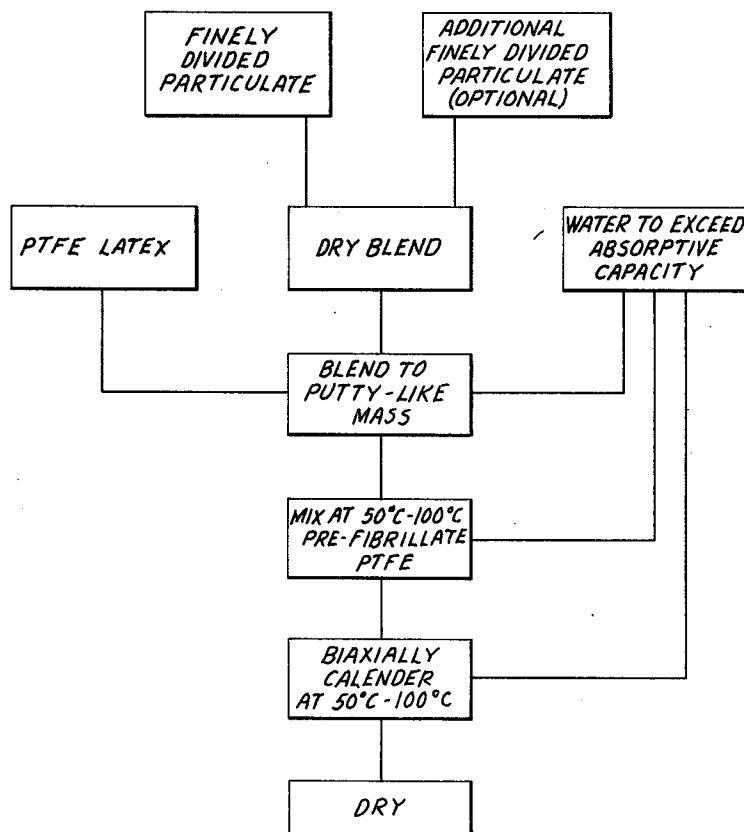 FINELY
DIVIDED
PARTICULATE
ADDITIONAL
FINELY DIVIDED
PARTICULATE
(OPTIONAL)
PTFE LATEX
DRY BLEND
WATER TO EXCEED
ABSORPTIVE
CAPACITY
BLEND TO
PUTTY-LIKE
MASS
MIX AT 50°C-100°C
PRE-FIBRILLATE
PTFE
BIAXIALLY
CALENDER
AT 50°C-100°C
DRY